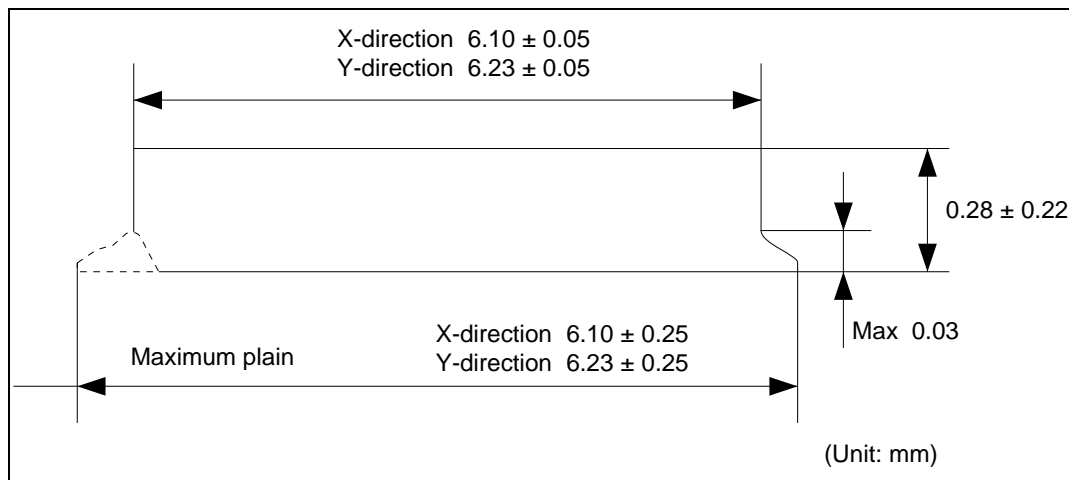 X-direction 6.10 ± 0.05
Y-direction 6.23 ± 0.05
0.28 ± 0.22
Max 0.03
X-direction 6.10 ± 0.25
Y-direction 6.23 ± 0.25
Maximum plain
(Unit: mm)